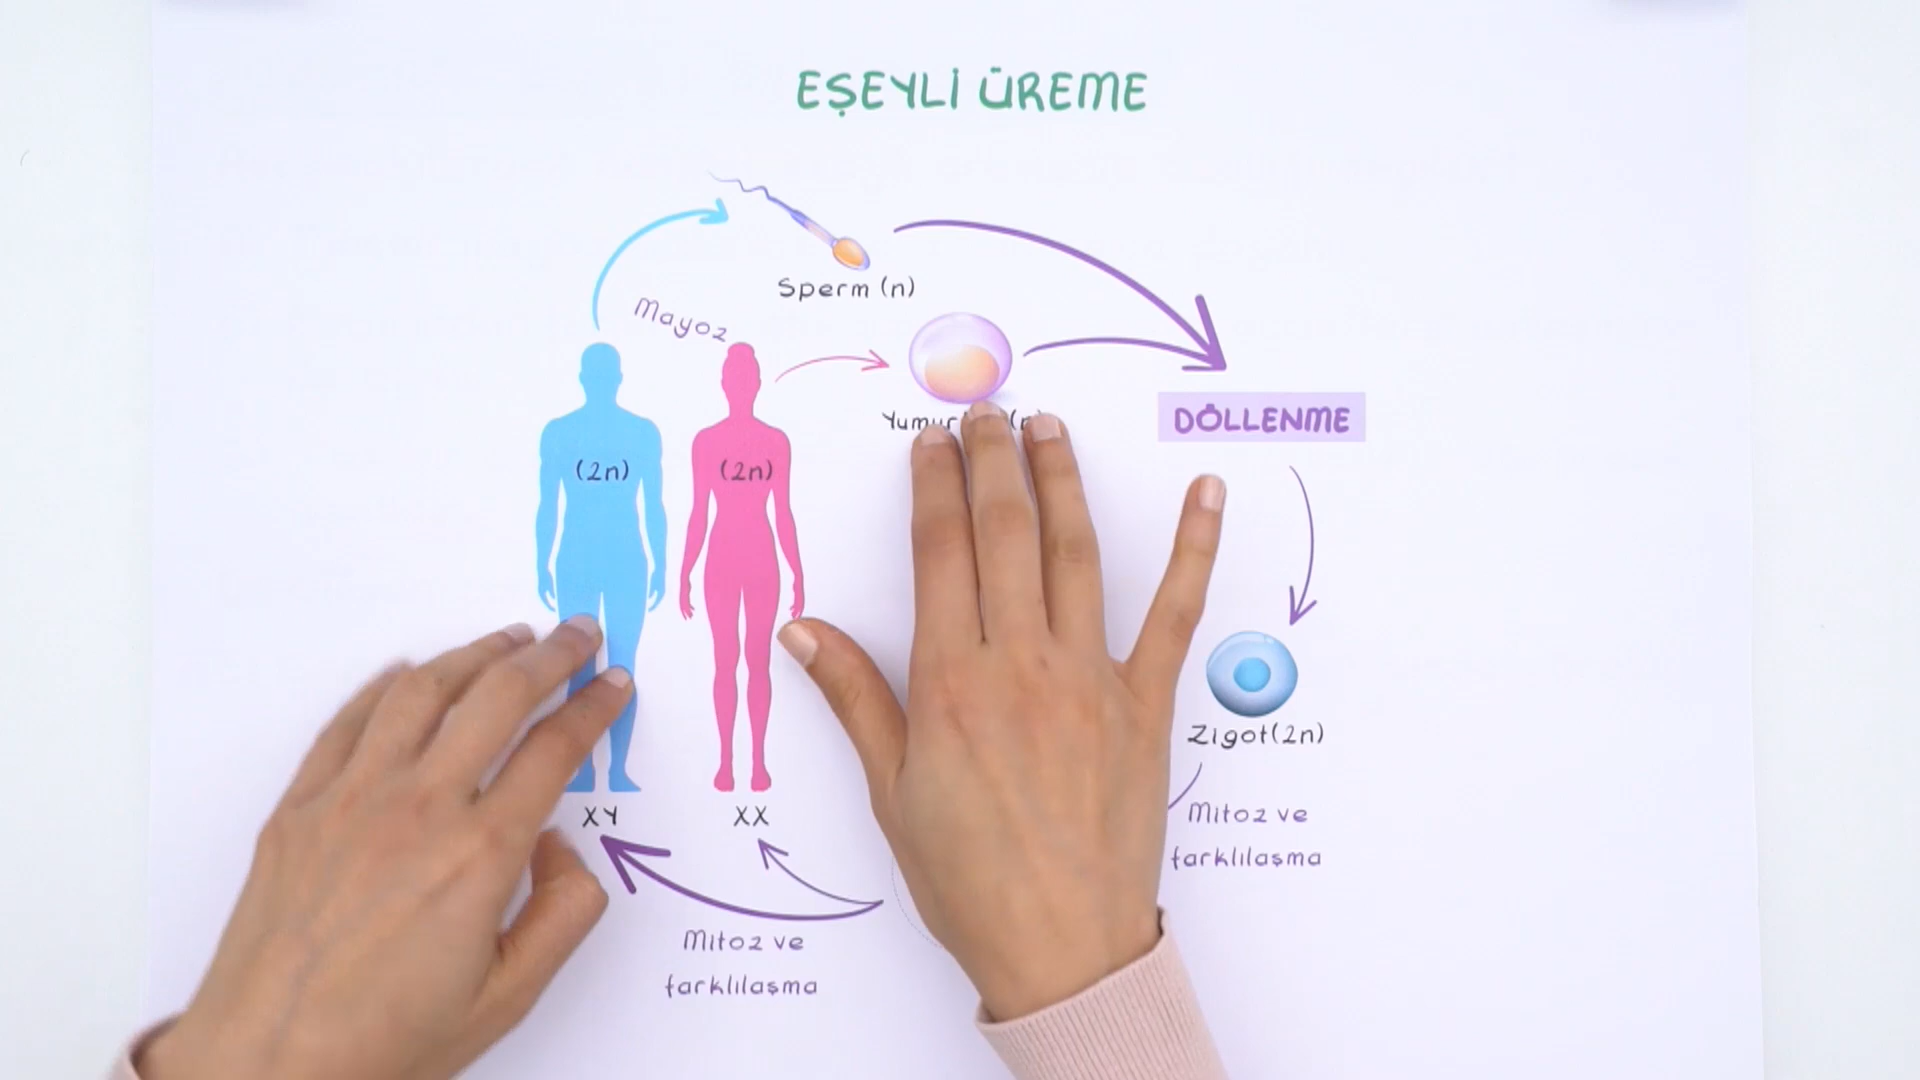 EŞEYLİ ÜREME
Sperm (n)
Mayoz
DÖLLENME
(2n)
(2n)
Zigot(2n)
XY
XX
Mitoz ve
farklılaşma
Mitoz ve
farklılaşma